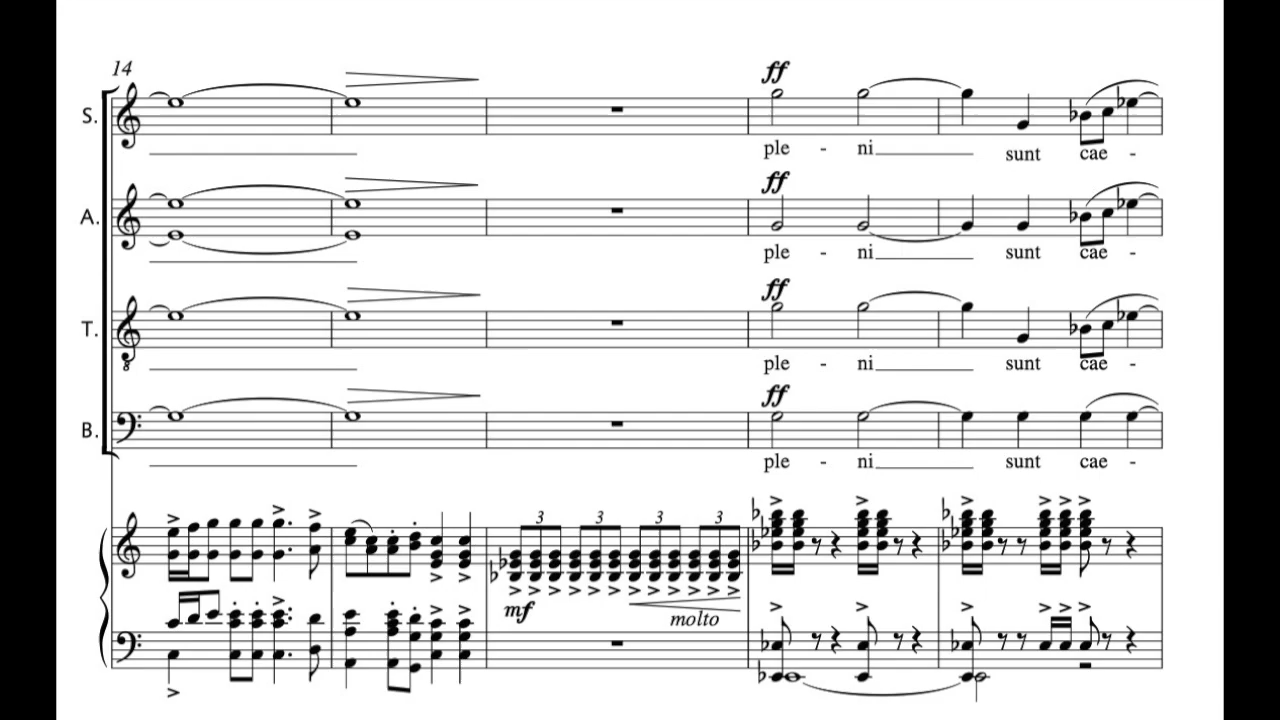 14
ff
S.
ple - ni sunt cae -
ff
A.
ple - ni sunt cae -
ff
T.
8
ple - ni sunt cae -
ff
B.
ple - ni sunt cae -
3 3 3 3
mf molto